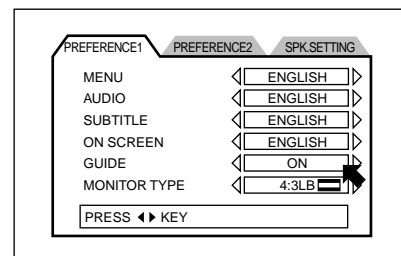 PREFERENCE1 PREFERENCE2 SPK.SETTING
MENU ENGLISH
AUDIO ENGLISH
SUBTITLE ENGLISH
ON SCREEN ENGLISH
GUIDE ON
MONITOR TYPE 4:3LB
PRESS ◀▶ KEY